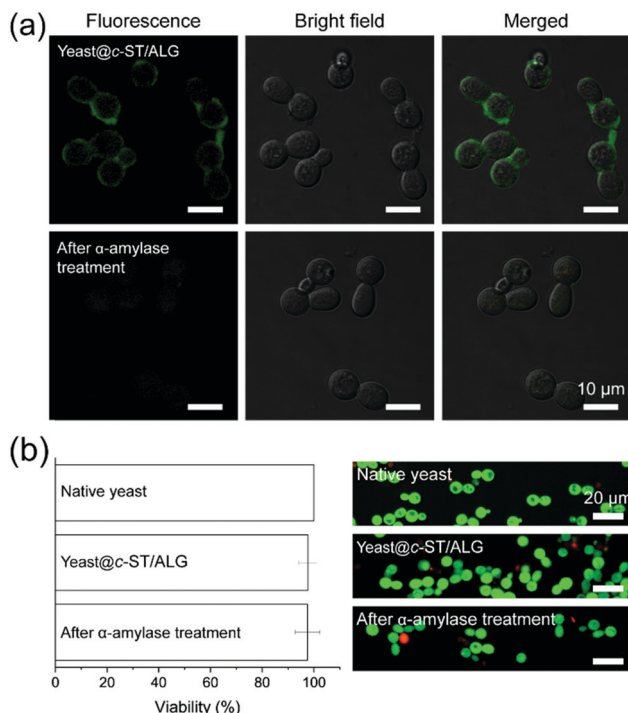 (a)
Fluorescence
Bright field
Merged
Yeast@c-ST/ALG
After α-amylase
treatment
10 μm
(b)
Native yeast
Yeast@c-ST/ALG
After α-amylase treatment
0 20 40 60 80 100
Viability (%)
Native yeast
20 μm
Yeast@c-ST/ALG
After α-amylase treatment